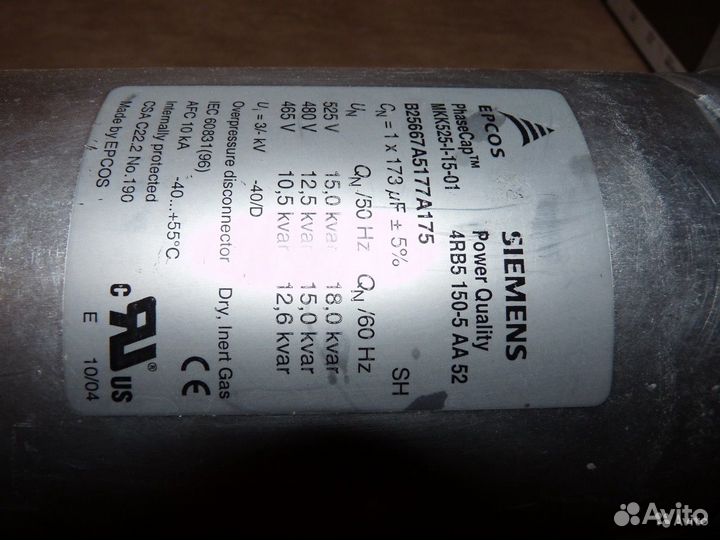 EPCOS
SIEMENS
PhaseCap™
Power Quality
MKK525-I-15-01
4RB5 150-5 AA 52
B25667A5177A175
C_N = 1 x 173 µF ± 5% SH
U_N Q_N /50 Hz Q_N /60 Hz
525 V 15,0 kvar 18,0 kvar
480 V 12,5 kvar 15,0 kvar
465 V 10,5 kvar 12,6 kvar
U_i = 3/- kV -40/D
Overpressure disconnector Dry, Inert Gas
IEC 60831(96)
AFC 10 kA -40...+55°C
Internally protected
CSA C22.2 No.190
Made by EPCOS
c RU ® US
E 10/04
Avito
Avito